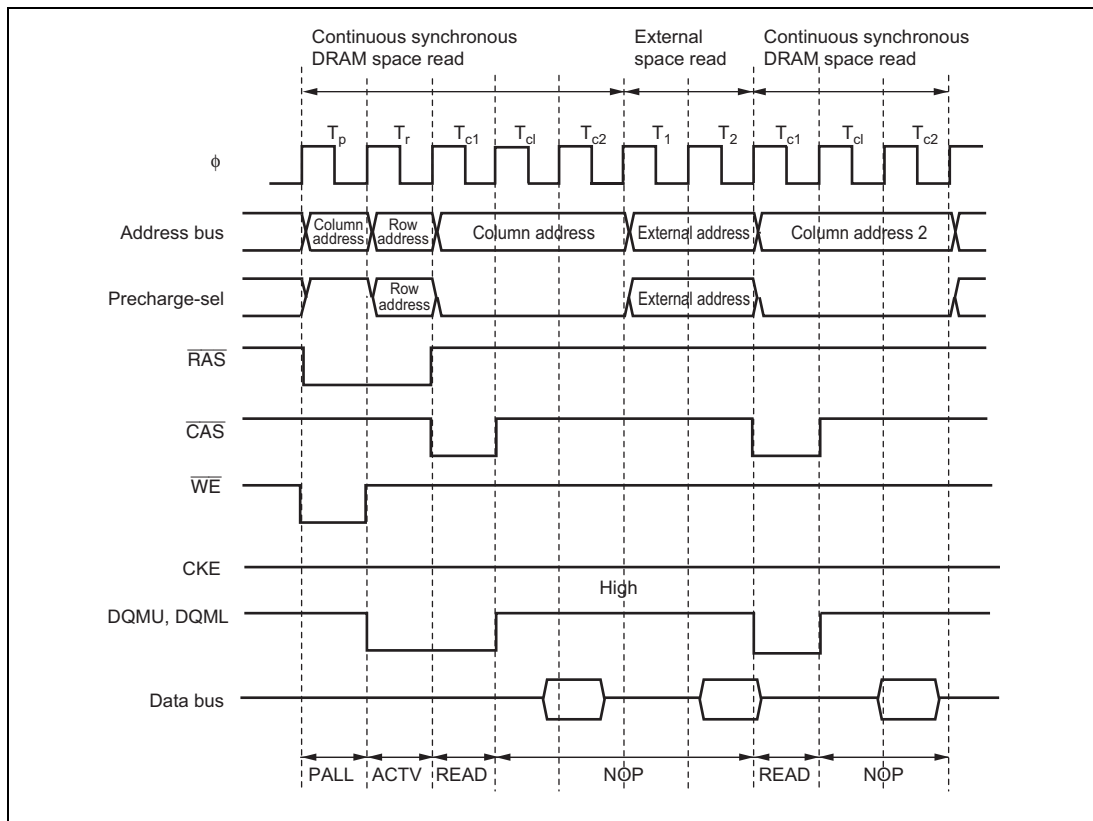 Continuous synchronous
DRAM space read
External
space read
Continuous synchronous
DRAM space read
Tp Tr Tc1 Tcl Tc2 T1 T2 Tc1 Tcl Tc2
ϕ
Address bus
Column
address
Row
address
Column address
External address
Column address 2
Precharge-sel
Row
address
External address
RAS
CAS
WE
CKE
High
DQMU, DQML
Data bus
PALL ACTV READ NOP READ NOP